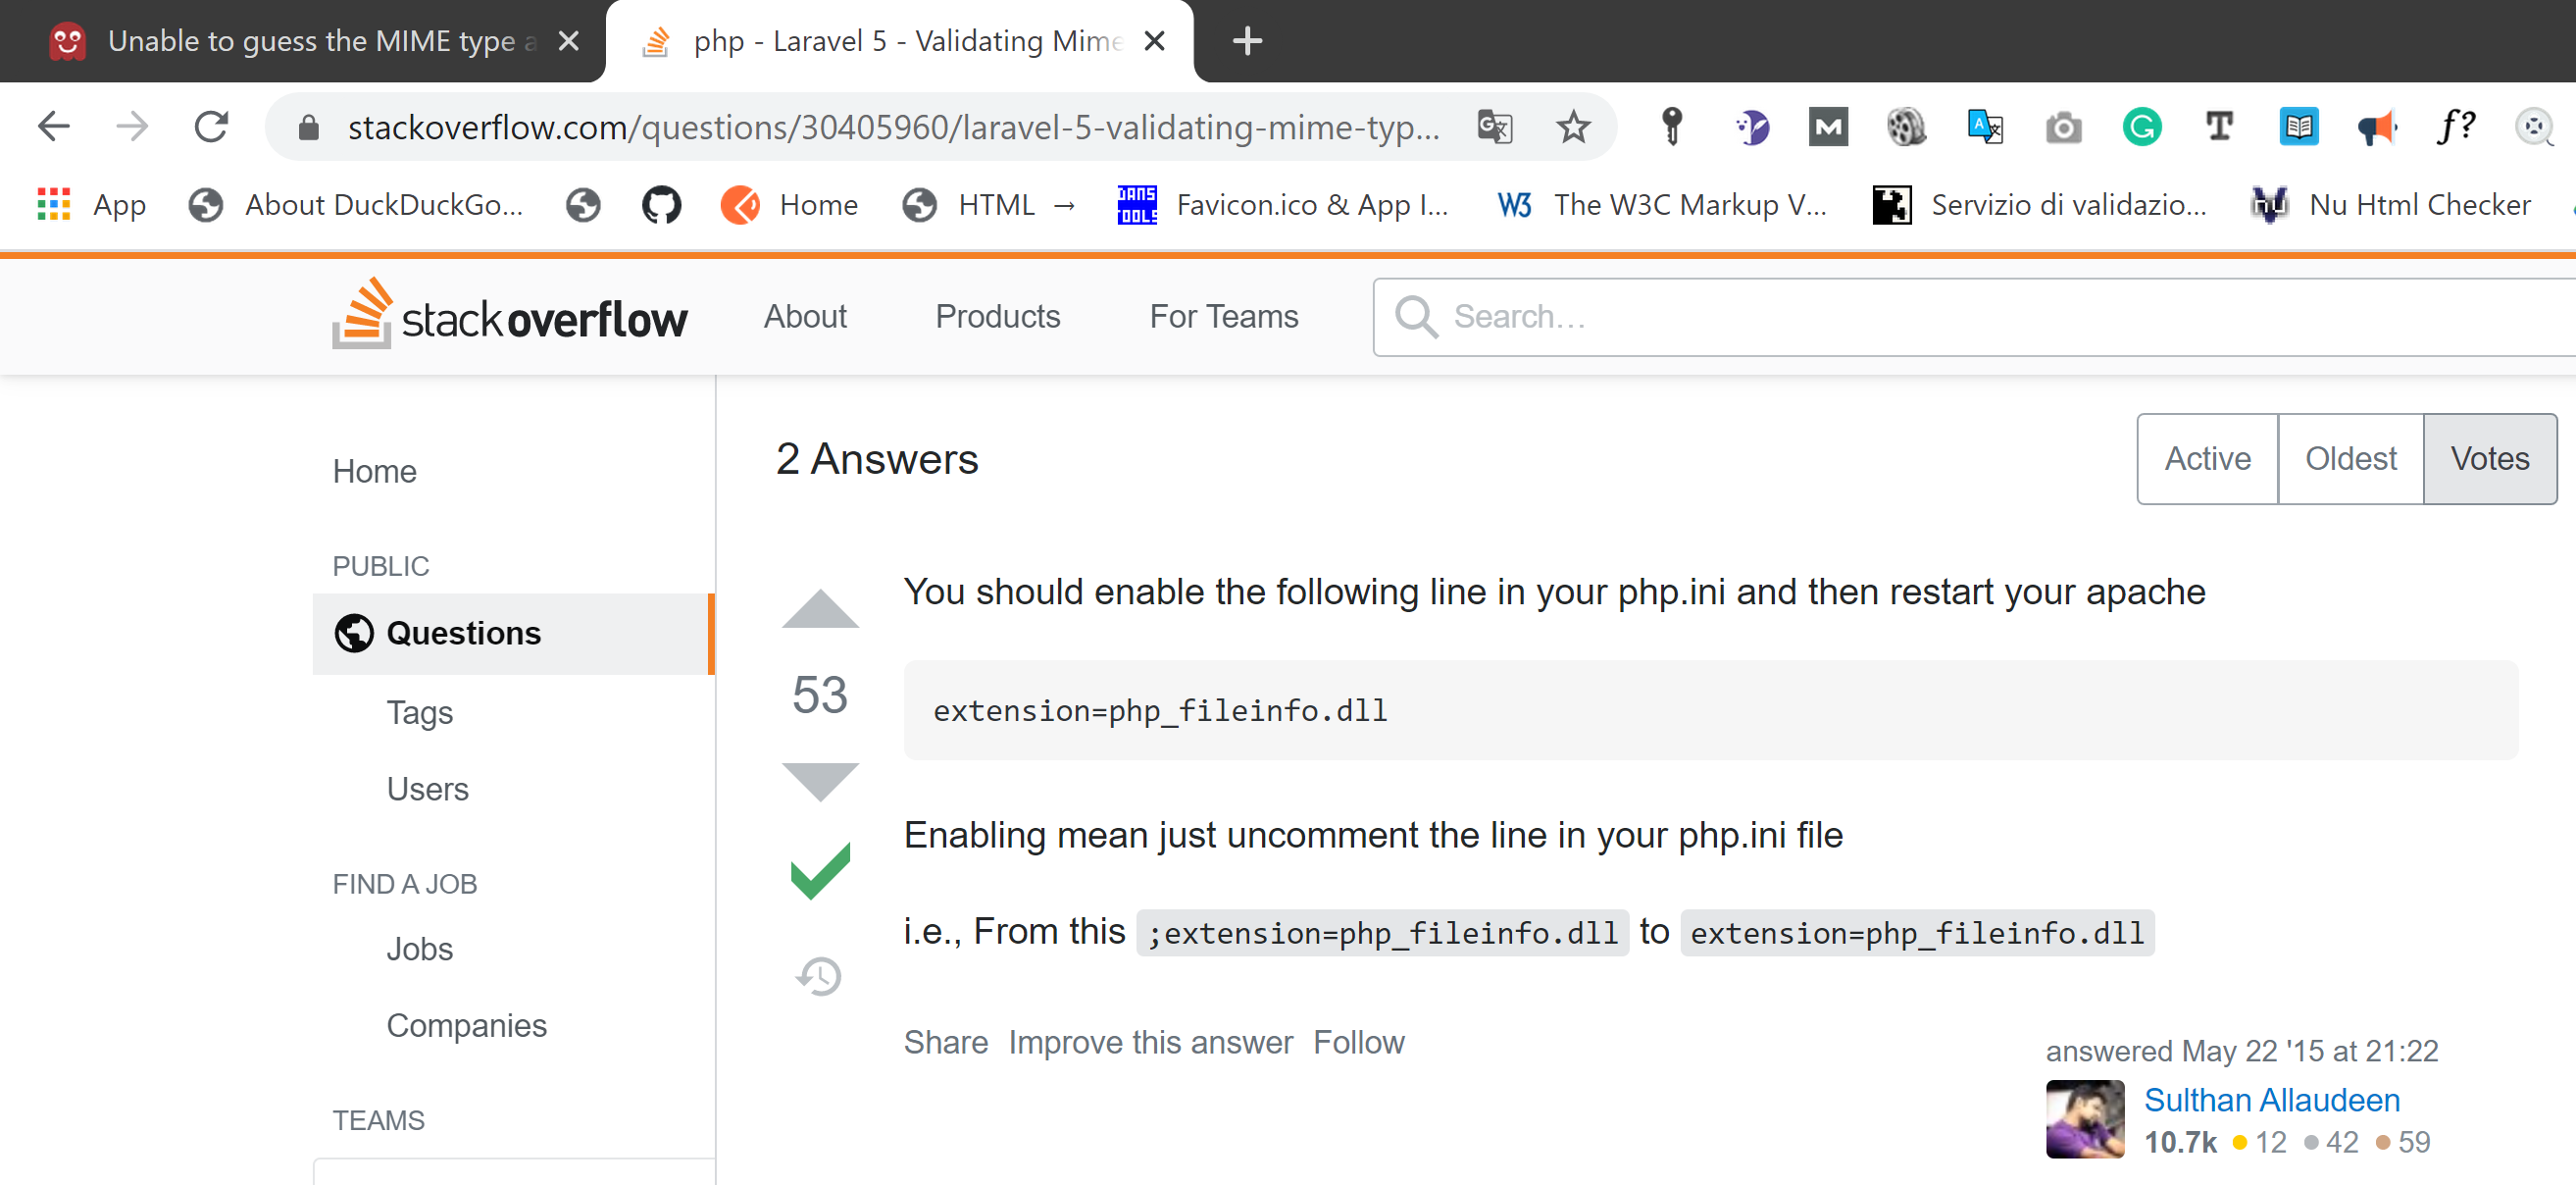 Unable to guess the MIME type a
php - Laravel 5 - Validating Mime
stackoverflow.com/questions/30405960/laravel-5-validating-mime-typ...
App About DuckDuckGo... Home HTML → Favicon.ico & App I... The W3C Markup V... Servizio di validazio... Nu Html Checker
stackoverflow About Products For Teams Search...
2 Answers
Active Oldest Votes
Home
PUBLIC
Questions
Tags
Users
FIND A JOB
Jobs
Companies
TEAMS
You should enable the following line in your php.ini and then restart your apache
53
extension=php_fileinfo.dll
Enabling mean just uncomment the line in your php.ini file
i.e., From this ;extension=php_fileinfo.dll to extension=php_fileinfo.dll
Share Improve this answer Follow
answered May 22 '15 at 21:22
Sulthan Allaudeen
10.7k 12 42 59